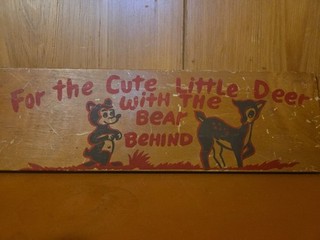 For the Cute Little Deer
with the
Bear
Behind